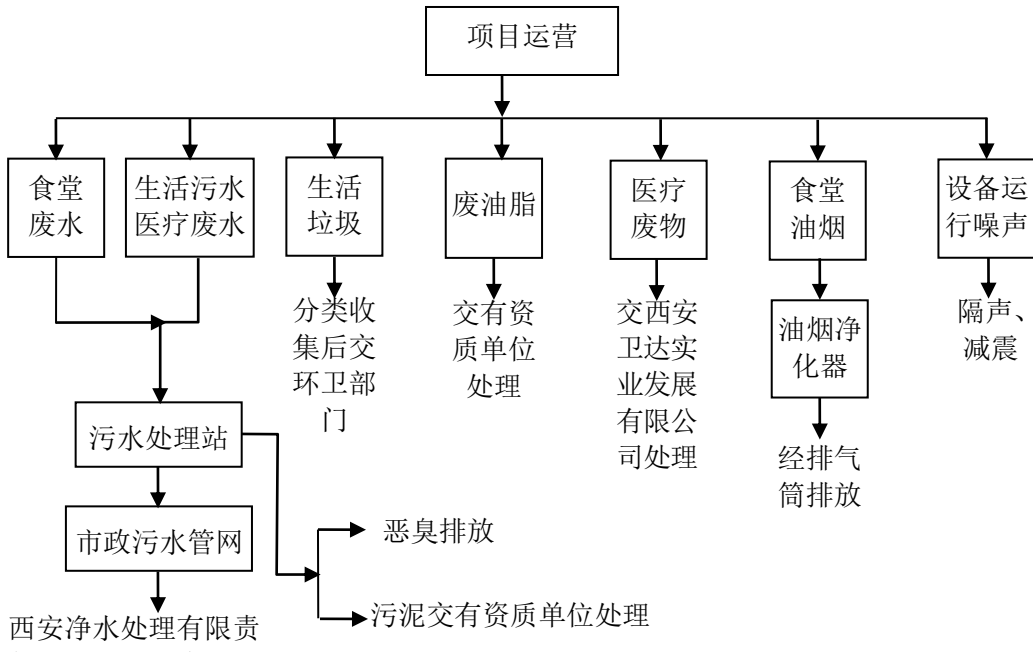 项目运营
食堂
废水
生活污水
医疗废水
生活
垃圾
废油脂
医疗
废物
食堂
油烟
设备运
行噪声
分类收
集后交
环卫部
门
交有资
质单位
处理
交西安
卫达实
业发展
有限公
司处理
油烟净
化器
经排气
筒排放
隔声、
减震
污水处理站
市政污水管网
恶臭排放
污泥交有资质单位处理
西安净水处理有限责